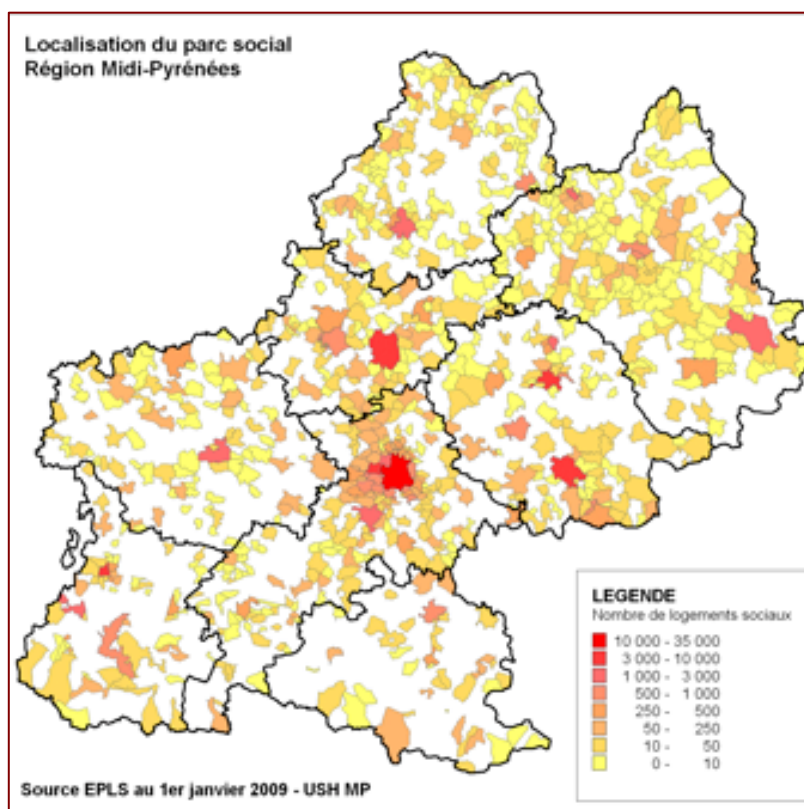 Localisation du parc social
Région Midi-Pyrénées
LEGENDE
Nombre de logements sociaux
10 000 - 35 000
3 000 - 10 000
1 000 - 3 000
500 - 1 000
250 - 500
50 - 250
10 - 50
0 - 10
Source EPLS au 1er janvier 2009 - USH MP